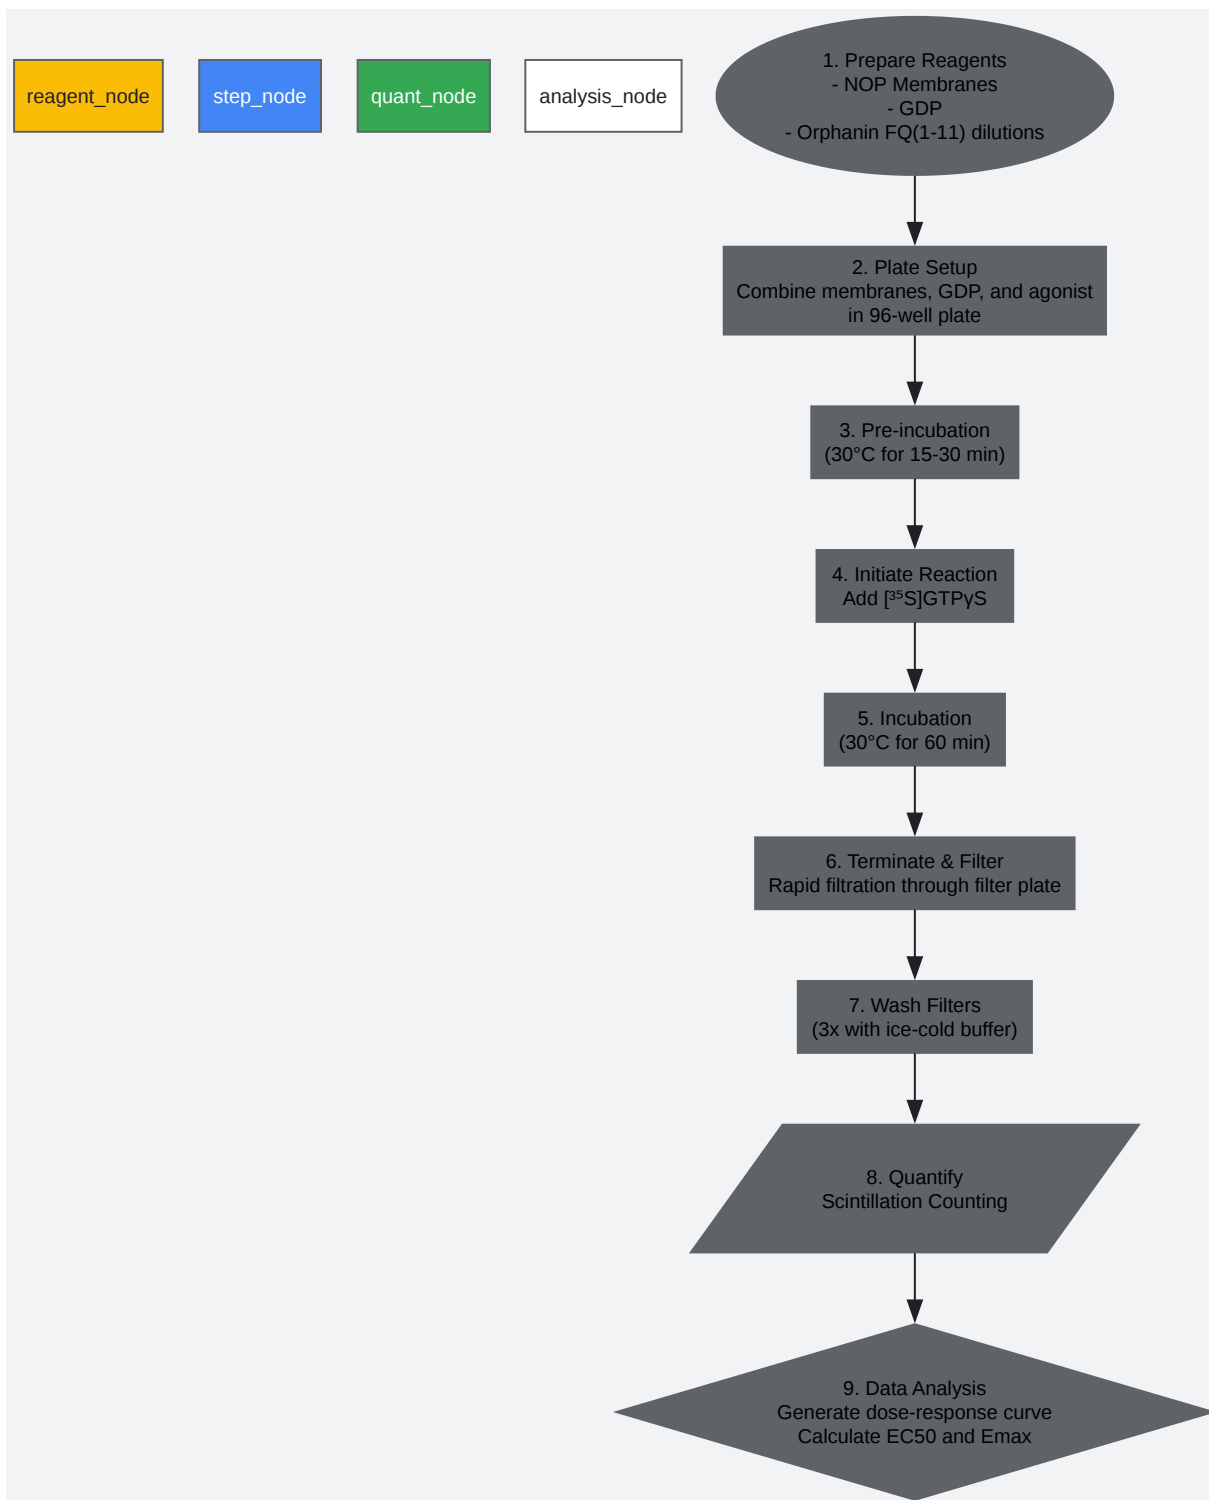 reagent_node
step_node
quant_node
analysis_node
1. Prepare Reagents
- NOP Membranes
- GDP
- Orphanin FQ(1-11) dilutions
2. Plate Setup
Combine membranes, GDP, and agonist
in 96-well plate
3. Pre-incubation
(30°C for 15-30 min)
4. Initiate Reaction
Add [³⁵S]GTPγS
5. Incubation
(30°C for 60 min)
6. Terminate & Filter
Rapid filtration through filter plate
7. Wash Filters
(3x with ice-cold buffer)
8. Quantify
Scintillation Counting
9. Data Analysis
Generate dose-response curve
Calculate EC50 and Emax